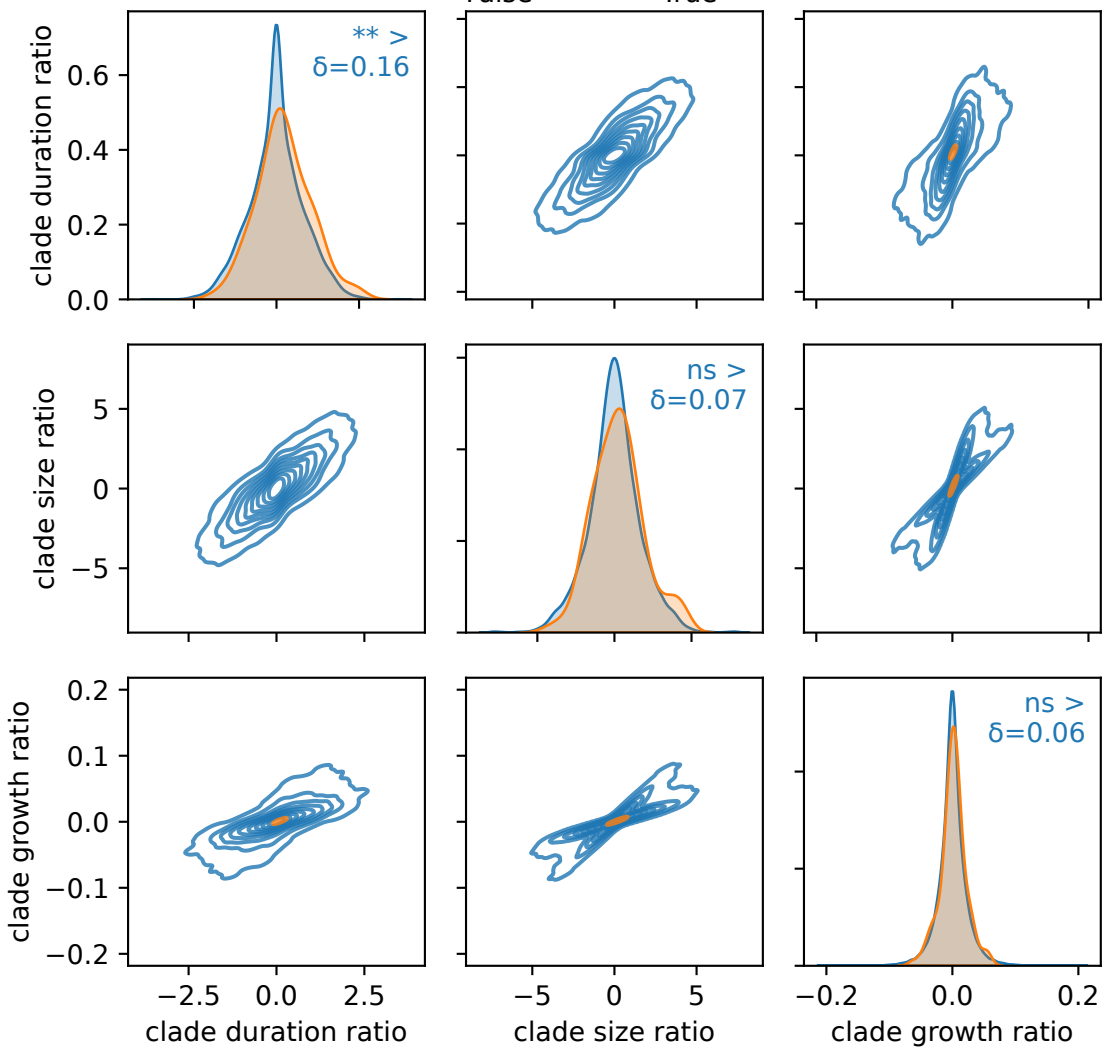 False True
** >
δ=0.16
clade duration ratio
0.6
0.4
0.2
0.0
ns >
δ=0.07
clade size ratio
5
0
−5
ns >
δ=0.06
clade growth ratio
0.2
0.1
0.0
−0.1
−0.2
−2.5 0.0 2.5
−5 0 5
−0.2 0.0 0.2
clade duration ratio
clade size ratio
clade growth ratio